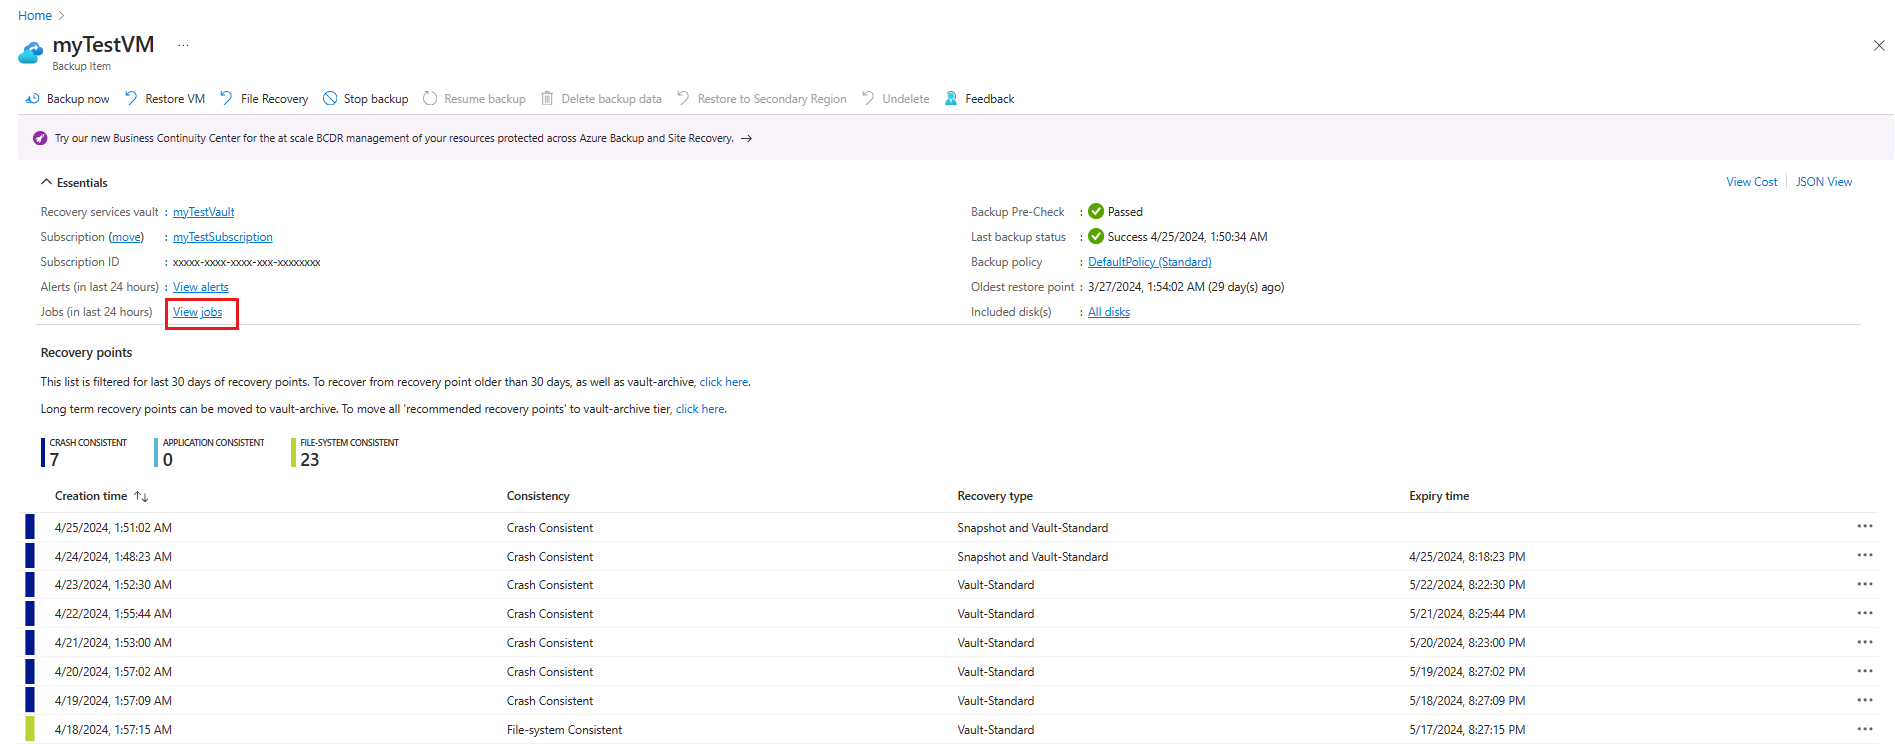 Home >
myTestVM ...
Backup Item
Backup now Restore VM File Recovery Stop backup Resume backup Delete backup data Restore to Secondary Region Undelete Feedback
Try our new Business Continuity Center for the at scale BCDR management of your resources protected across Azure Backup and Site Recovery. →
Essentials View Cost JSON View
Recovery services vault : myTestVault Backup Pre-Check : Passed
Subscription (move) : myTestSubscription Last backup status : Success 4/25/2024, 1:50:34 AM
Subscription ID : xxxxx-xxxx-xxxx-xxx-xxxxxxxx Backup policy : DefaultPolicy (Standard)
Alerts (in last 24 hours) : View alerts Oldest restore point : 3/27/2024, 1:54:02 AM (29 day(s) ago)
Jobs (in last 24 hours) View jobs Included disk(s) : All disks
Recovery points
This list is filtered for last 30 days of recovery points. To recover from recovery point older than 30 days, as well as vault-archive, click here.
Long term recovery points can be moved to vault-archive. To move all 'recommended recovery points' to vault-archive tier, click here.
CRASH CONSISTENT APPLICATION CONSISTENT FILE-SYSTEM CONSISTENT
7 0 23
Creation time ↑↓ Consistency Recovery type Expiry time
4/25/2024, 1:51:02 AM Crash Consistent Snapshot and Vault-Standard
4/24/2024, 1:48:23 AM Crash Consistent Snapshot and Vault-Standard 4/25/2024, 8:18:23 PM
4/23/2024, 1:52:30 AM Crash Consistent Vault-Standard 5/22/2024, 8:22:30 PM
4/22/2024, 1:55:44 AM Crash Consistent Vault-Standard 5/21/2024, 8:25:44 PM
4/21/2024, 1:53:00 AM Crash Consistent Vault-Standard 5/20/2024, 8:23:00 PM
4/20/2024, 1:57:02 AM Crash Consistent Vault-Standard 5/19/2024, 8:27:02 PM
4/19/2024, 1:57:09 AM Crash Consistent Vault-Standard 5/18/2024, 8:27:09 PM
4/18/2024, 1:57:15 AM File-system Consistent Vault-Standard 5/17/2024, 8:27:15 PM